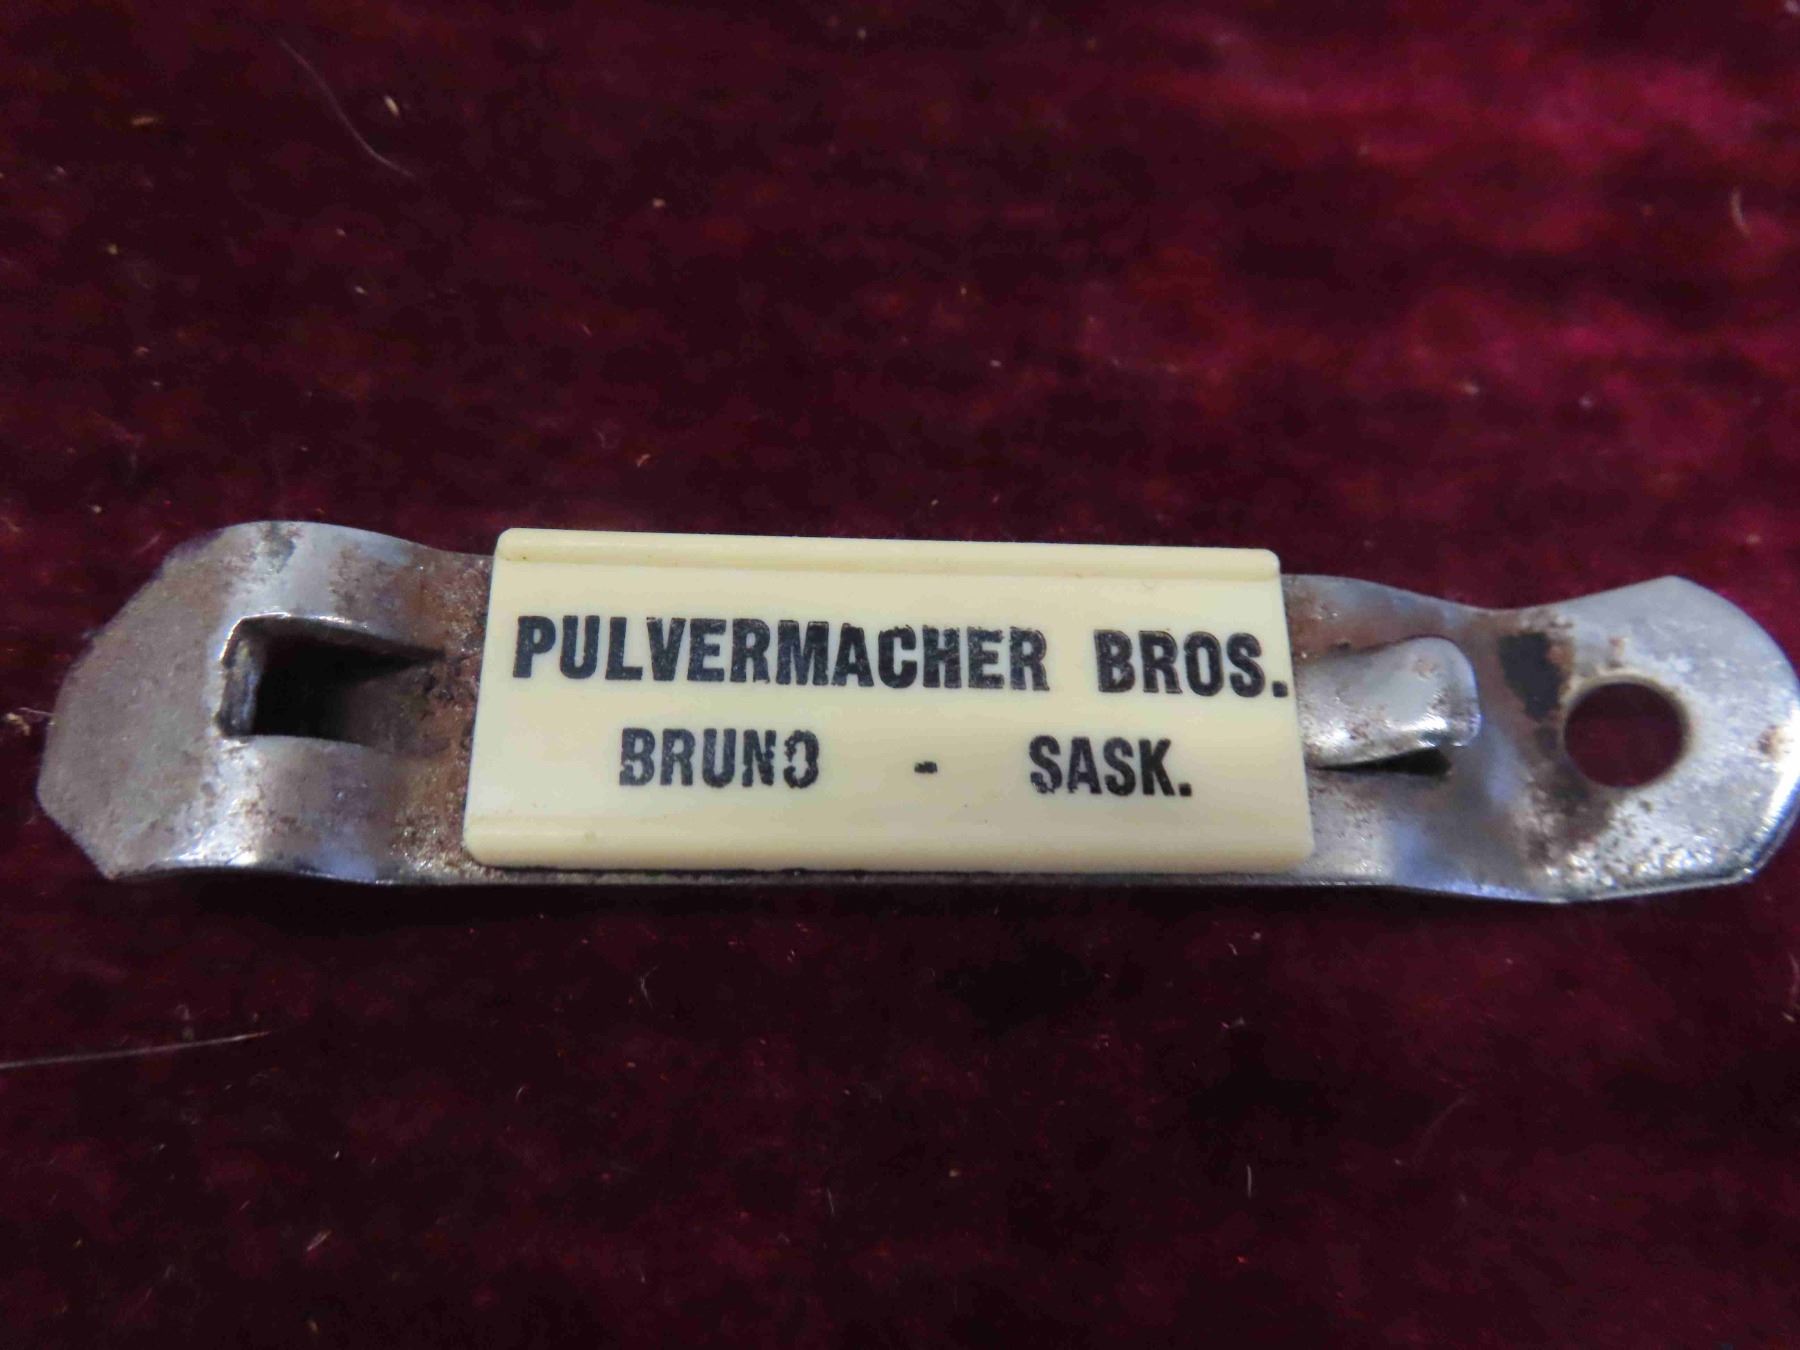 PULVERMACHER BROS.
BRUNO - SASK.